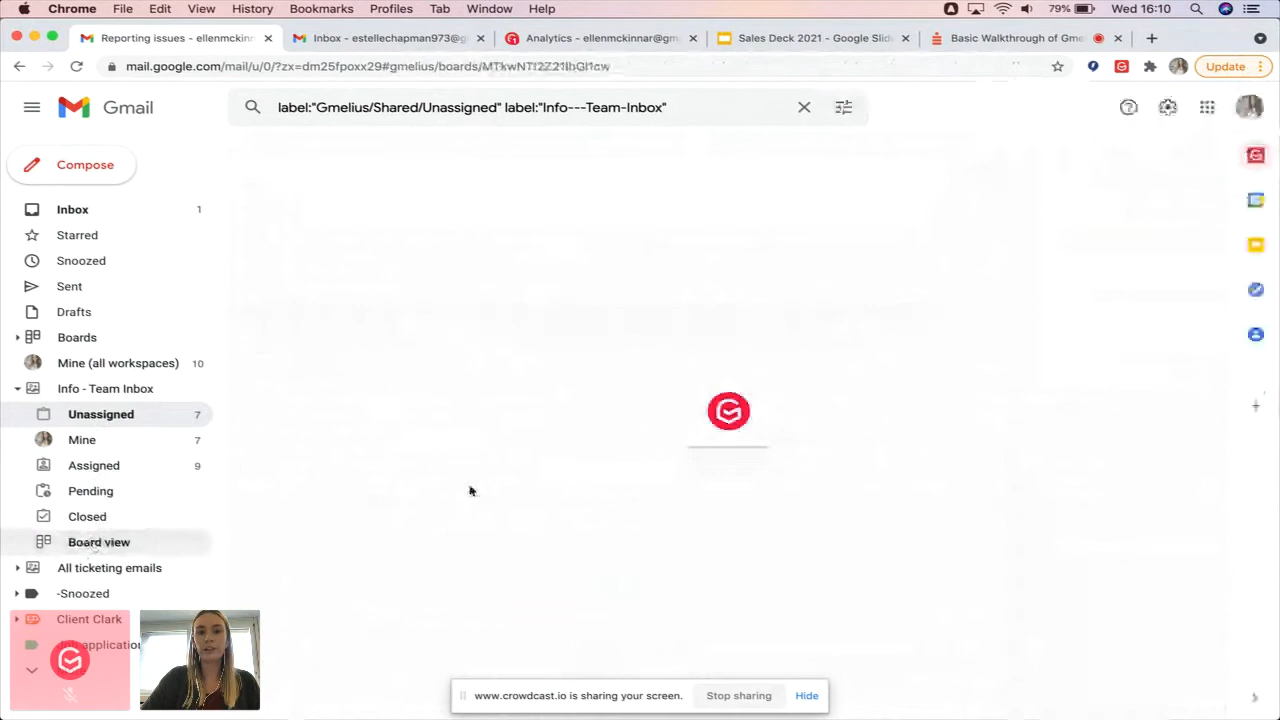 Chrome File Edit View History Bookmarks Profiles Tab Window Help 79% Wed 16:10
Reporting issues - ellenmckinn
Inbox - estellechapman973@g
Analytics - ellenmckinnar@gm
Sales Deck 2021 - Google Slid
Basic Walkthrough of Gme
mail.google.com/mail/u/0/?zx=dm25fpoxx29#gmelius/boards/
Update
Gmail
label:"Gmelius/Shared/Unassigned" label:"Info---Team-Inbox"
Compose
Inbox 1
Starred
Snoozed
Sent
Drafts
Boards
Mine (all workspaces) 10
Info - Team Inbox
Unassigned 7
Mine 7
Assigned 9
Pending
Closed
Board view
All ticketing emails
-Snoozed
Client Clark
Job applicatio
www.crowdcast.io is sharing your screen. Stop sharing Hide